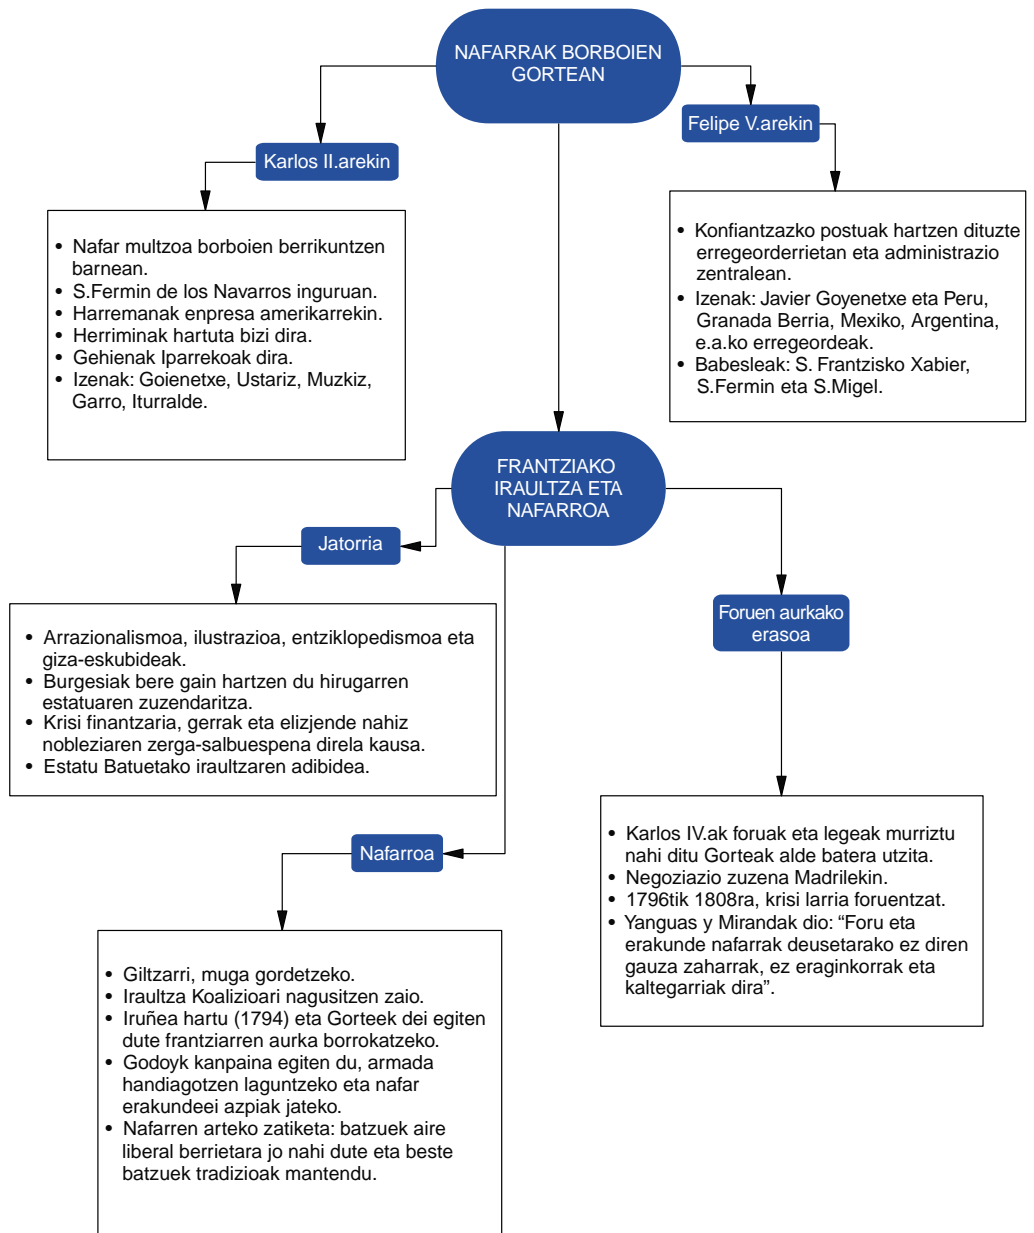 NAFARRAK BORBOIEN
GORTEAN
Karlos II.arekin
• Nafar multzoa borboien berrikuntzen
barnean.
• S.Fermin de los Navarros inguruan.
• Harremanak enpresa amerikarrekin.
• Herriminak hartuta bizi dira.
• Gehienak Iparrekoak dira.
• Izenak: Goienetxe, Ustariz, Muzkiz,
Garro, Iturralde.
Felipe V.arekin
• Konfiantzazko postuak hartzen dituzte
erregeorderrietan eta administrazio
zentralean.
• Izenak: Javier Goyenetxe eta Peru,
Granada Berria, Mexiko, Argentina,
e.a.ko erregeordeak.
• Babesleak: S. Frantzisko Xabier,
S.Fermin eta S.Migel.
FRANTZIAKO
IRAULTZA ETA
NAFARROA
Jatorria
• Arrazionalismoa, ilustrazioa, entziklopedismoa eta
giza-eskubideak.
• Burgesiak bere gain hartzen du hirugarren
estatuaren zuzendaritza.
• Krisi finantzaria, gerrak eta elizjende nahiz
nobleziaren zerga-salbuespena direla kausa.
• Estatu Batuetako iraultzaren adibidea.
Foruen aurkako
erasoa
• Karlos IV.ak foruak eta legeak murriztu
nahi ditu Gorteak alde batera utzita.
• Negoziazio zuzena Madrilekin.
• 1796tik 1808ra, krisi larria foruentzat.
• Yanguas y Mirandak dio: “Foru eta
erakunde nafarrak deusetarako ez diren
gauza zaharrak, ez eraginkorrak eta
kaltegarriak dira”.
Nafarroa
• Giltzarri, muga gordetzeko.
• Iraultza Koalizioari nagusitzen zaio.
• Iruñea hartu (1794) eta Gorteek dei egiten
dute frantziarren aurka borrokatzeko.
• Godoyk kanpaina egiten du, armada
handiagotzen laguntzeko eta nafar
erakundeei azpiak jateko.
• Nafarren arteko zatiketa: batzuek aire
liberal berrietara jo nahi dute eta beste
batzuek tradizioak mantendu.